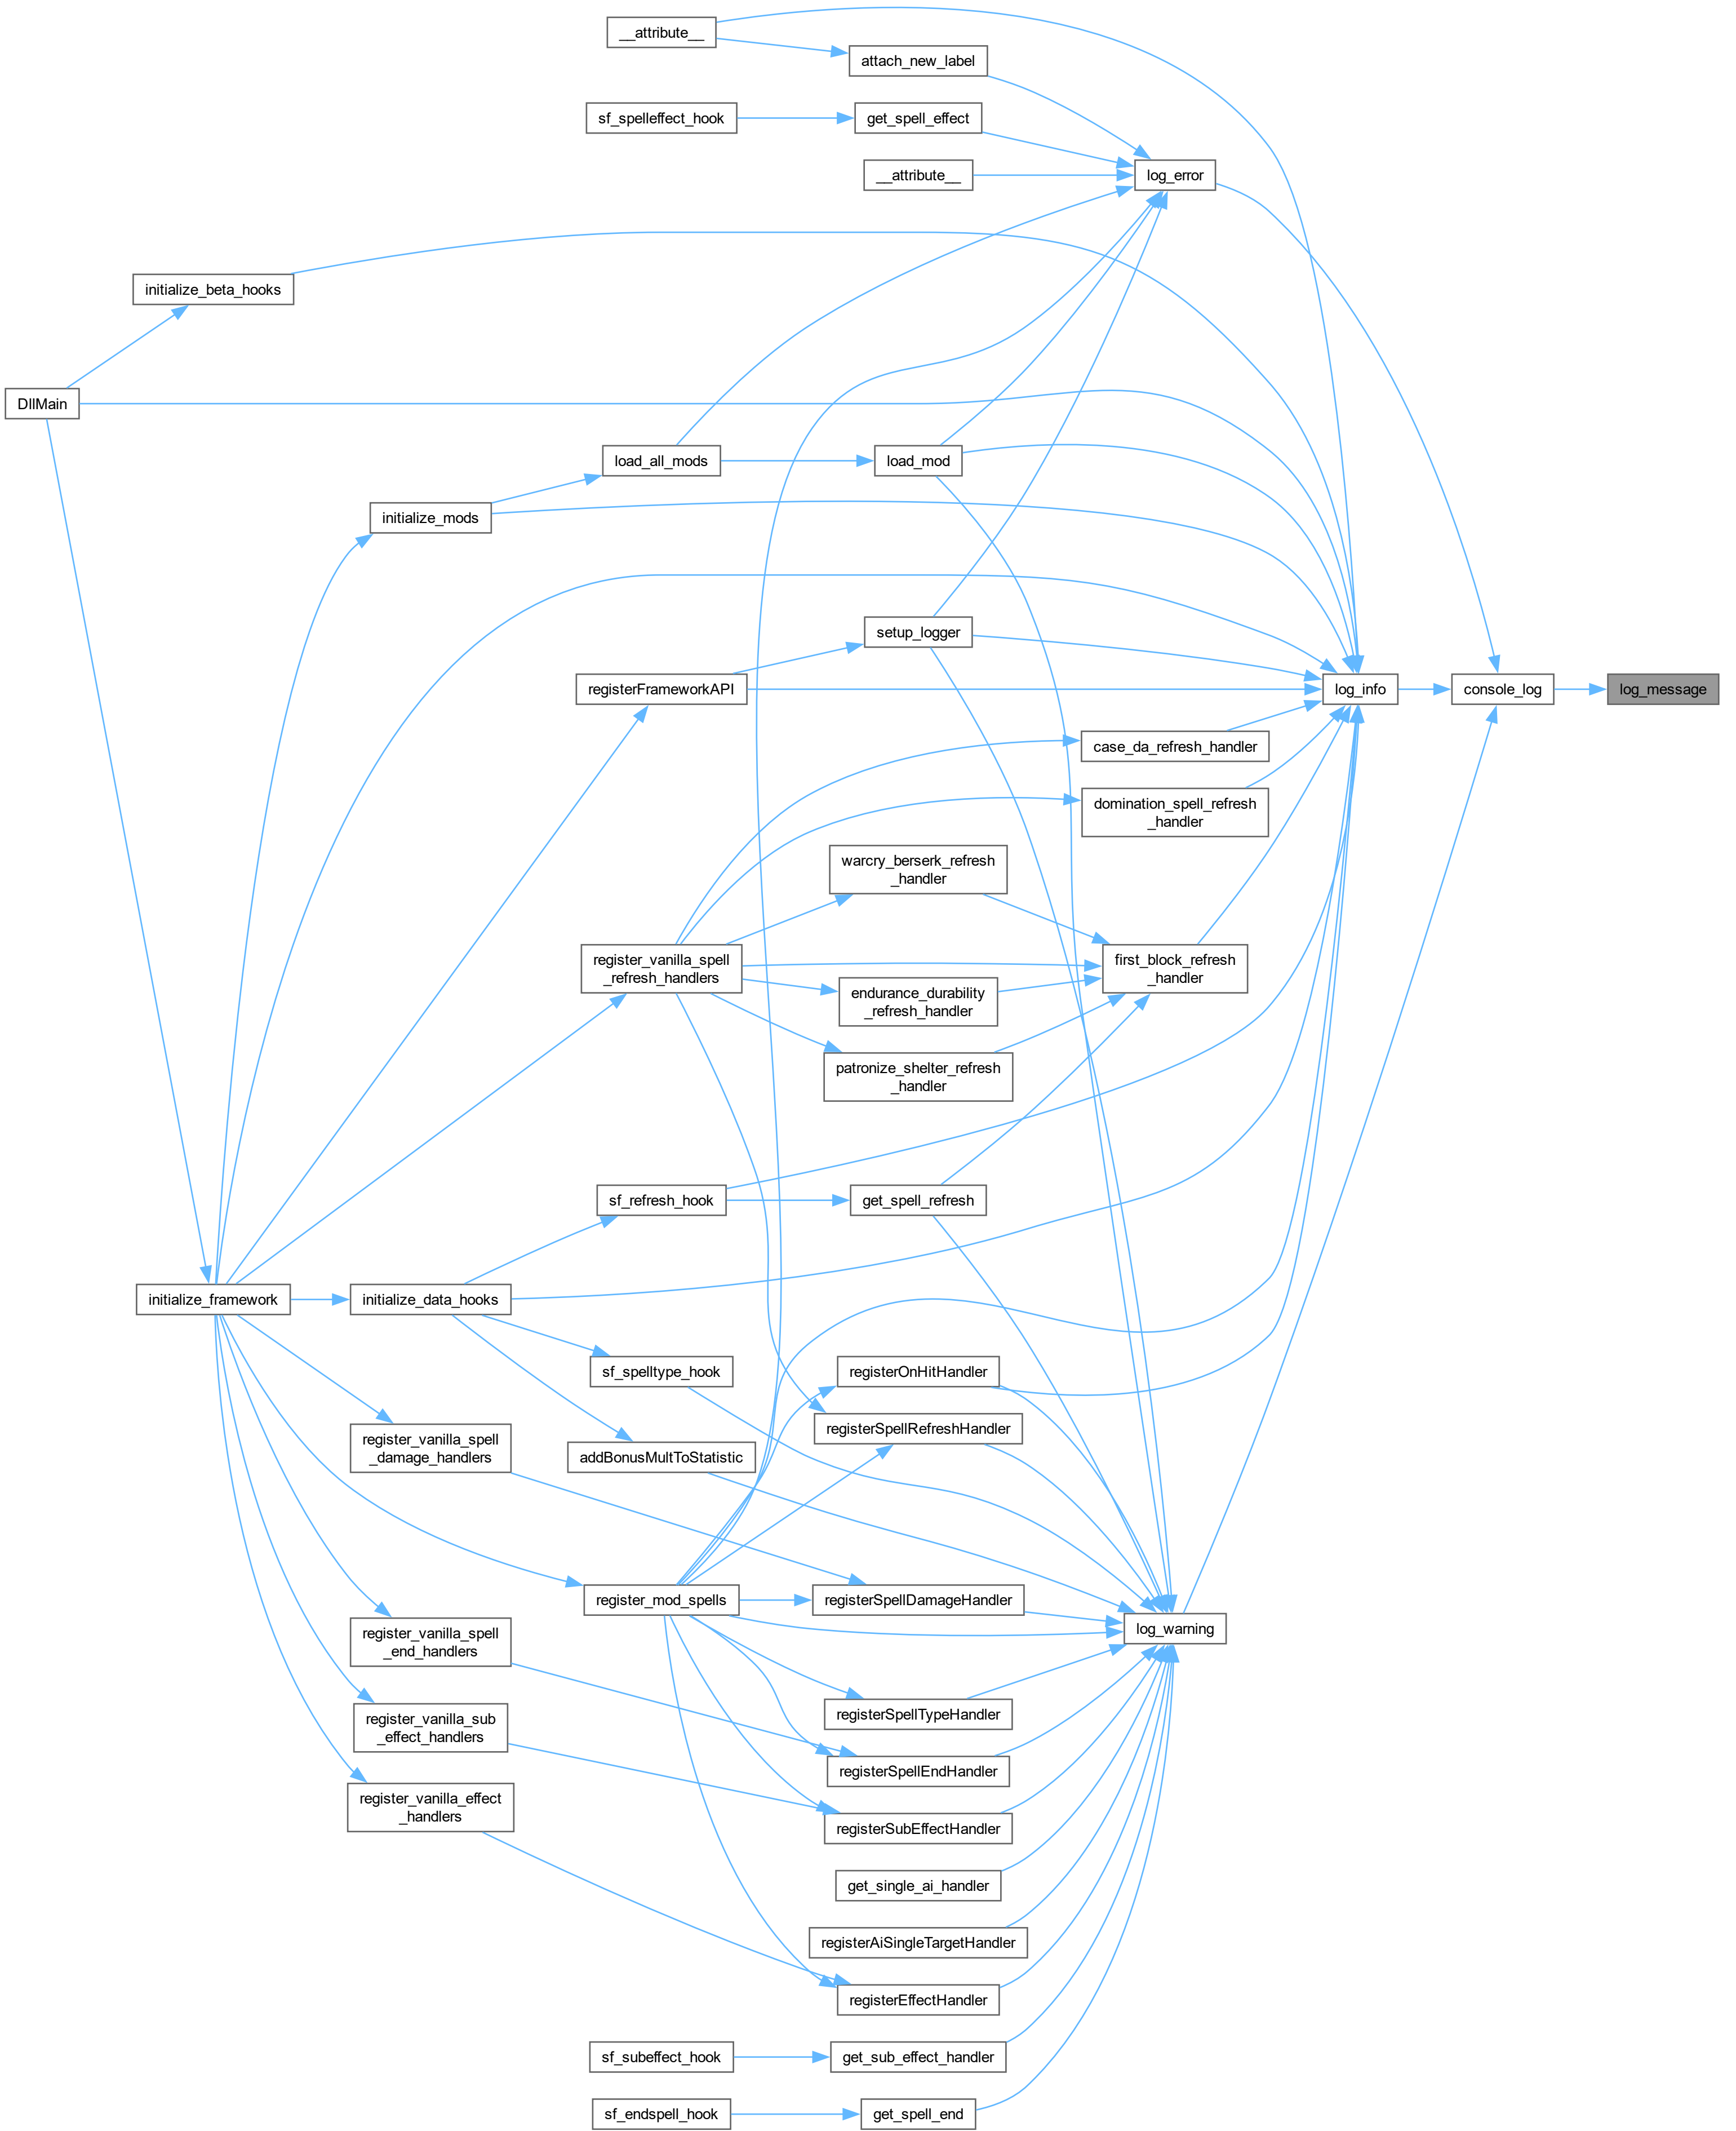 __attribute__
attach_new_label
sf_spelleffect_hook
get_spell_effect
__attribute__
log_error
initialize_beta_hooks
DllMain
load_all_mods
load_mod
initialize_mods
setup_logger
registerFrameworkAPI
log_info
console_log
log_message
case_da_refresh_handler
domination_spell_refresh
_handler
warcry_berserk_refresh
_handler
register_vanilla_spell
_refresh_handlers
first_block_refresh
_handler
endurance_durability
_refresh_handler
patronize_shelter_refresh
_handler
sf_refresh_hook
get_spell_refresh
initialize_framework
initialize_data_hooks
sf_spelltype_hook
registerOnHitHandler
registerSpellRefreshHandler
register_vanilla_spell
_damage_handlers
addBonusMultToStatistic
register_mod_spells
registerSpellDamageHandler
log_warning
register_vanilla_spell
_end_handlers
registerSpellTypeHandler
register_vanilla_sub
_effect_handlers
registerSpellEndHandler
register_vanilla_effect
_handlers
registerSubEffectHandler
get_single_ai_handler
registerAiSingleTargetHandler
registerEffectHandler
sf_subeffect_hook
get_sub_effect_handler
sf_endspell_hook
get_spell_end